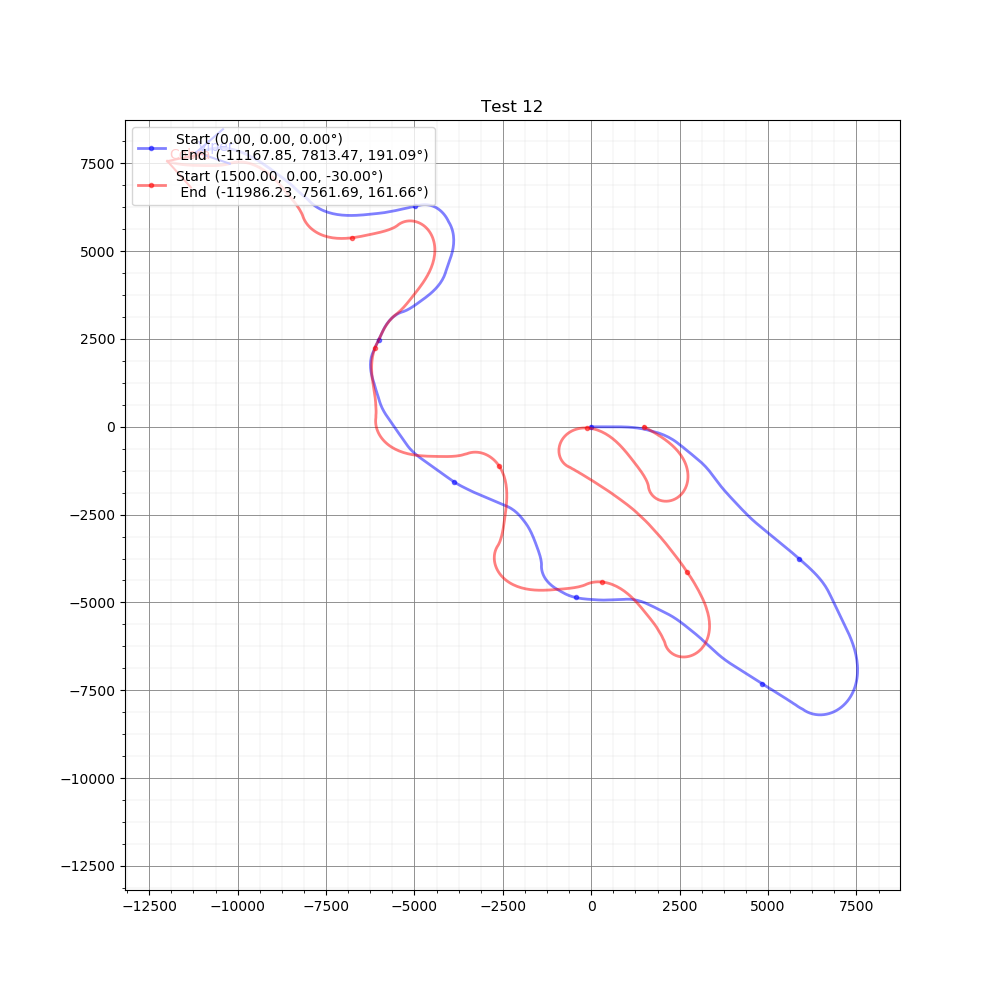 Test 12
Start (0.00, 0.00, 0.00°)
End (-11167.85, 7813.47, 191.09°)
Start (1500.00, 0.00, -30.00°)
End (-11986.23, 7561.69, 161.66°)
7500
5000
2500
0
−2500
−5000
−7500
−10000
−12500
−12500 −10000 −7500 −5000 −2500 0 2500 5000 7500